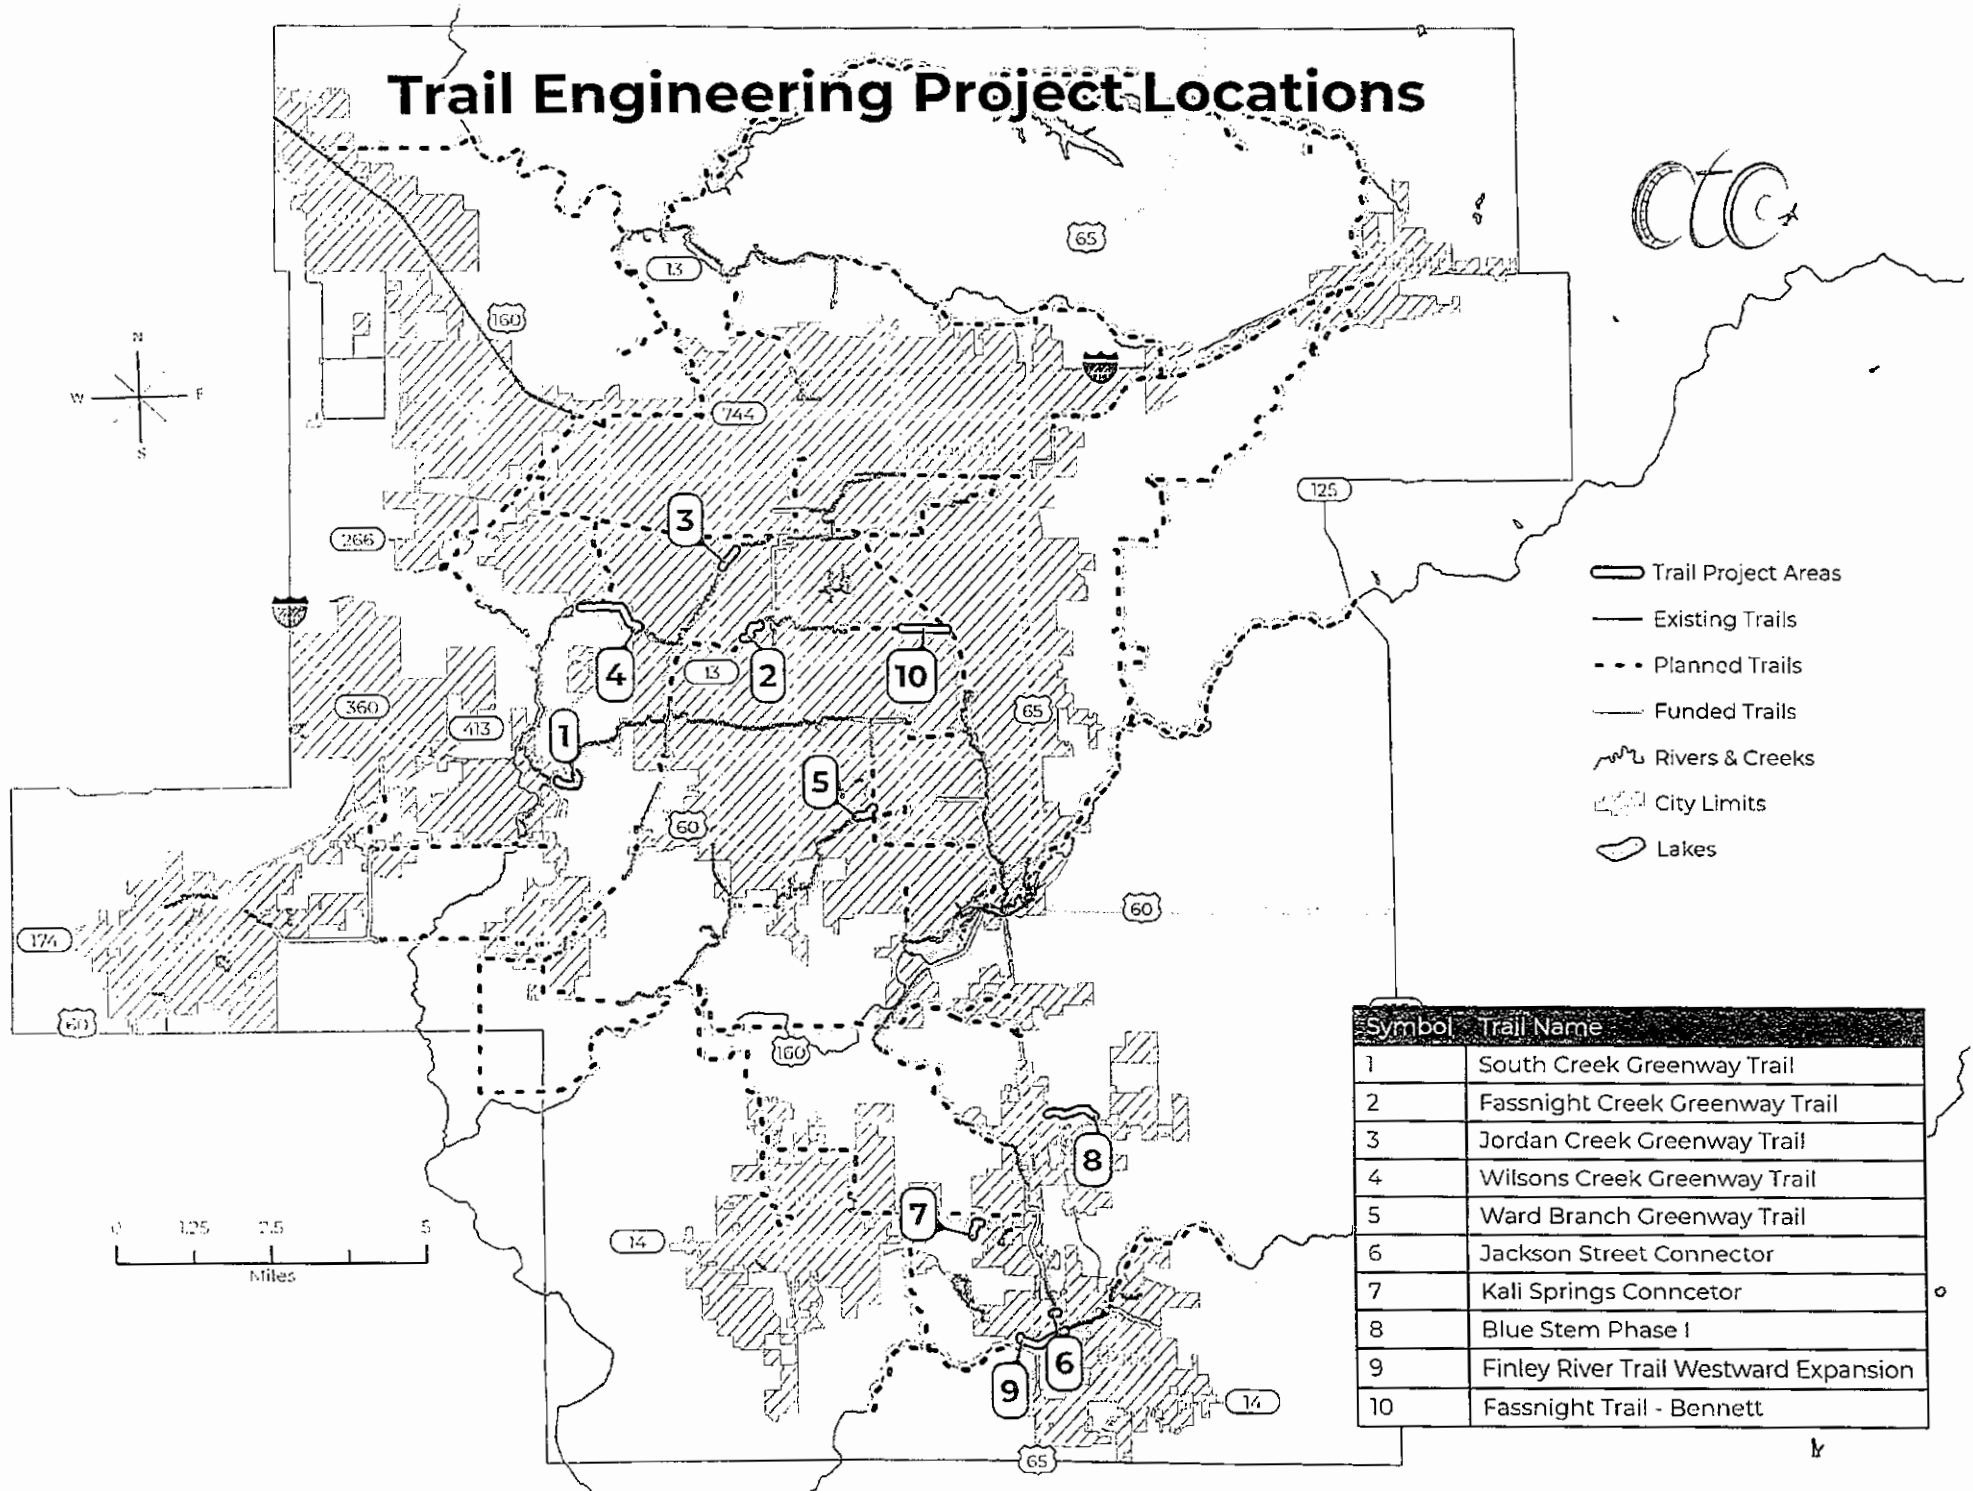 Trail Engineering Project Locations
65
13
160
44
744
N
W E
S
125
3
266
44
Trail Project Areas
Existing Trails
Planned Trails
Funded Trails
Rivers & Creeks
City Limits
Lakes
4
13
2
10
360
413
1
65
5
60
60
174
60
160
Symbol Trail Name
1 South Creek Greenway Trail
2 Fassnight Creek Greenway Trail
3 Jordan Creek Greenway Trail
4 Wilsons Creek Greenway Trail
5 Ward Branch Greenway Trail
6 Jackson Street Connector
7 Kali Springs Conncetor
8 Blue Stem Phase I
9 Finley River Trail Westward Expansion
10 Fassnight Trail - Bennett
8
7
14
0 1.25 2.5 5
Miles
6
9
14
65